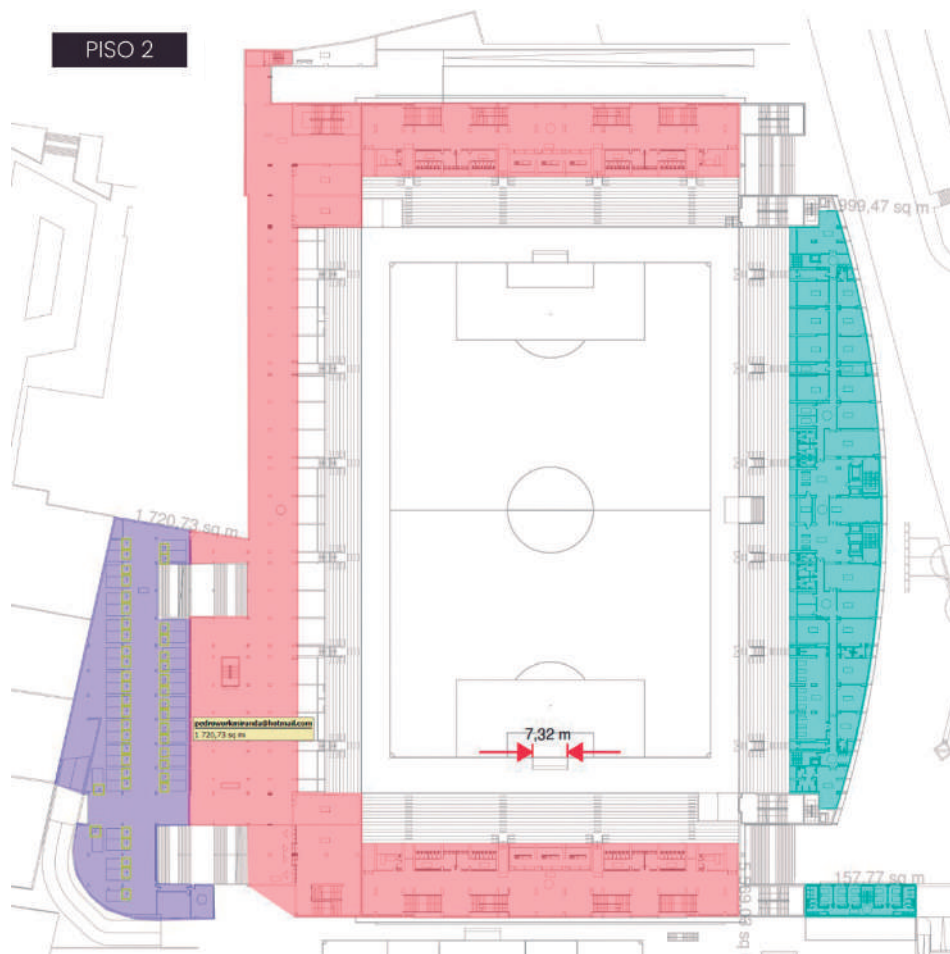 PISO 2
999,47 sq m
1 720,73 sq m
pedroworkmiranda@hotmail.com
1 720,73 sq m
7,32 m
157,77 sq m